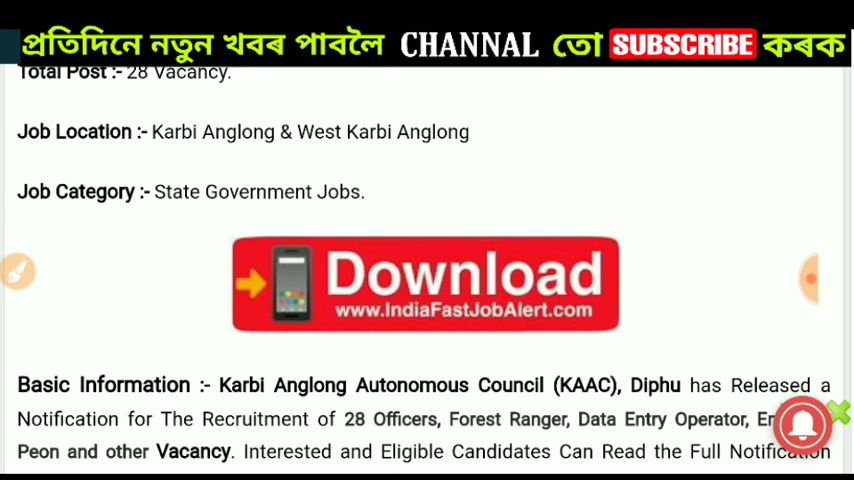 প্ৰতিদিনে নতুন খবৰ পাবলৈ CHANNAL তো SUBSCRIBE কৰক
Total Post :- 28 Vacancy.
Job Location :- Karbi Anglong & West Karbi Anglong
Job Category :- State Government Jobs.
Download
www.IndiaFastJobAlert.com
Basic Information :- Karbi Anglong Autonomous Council (KAAC), Diphu has Released a
Notification for The Recruitment of 28 Officers, Forest Ranger, Data Entry Operator,
Peon and other Vacancy. Interested and Eligible Candidates Can Read the Full Notification